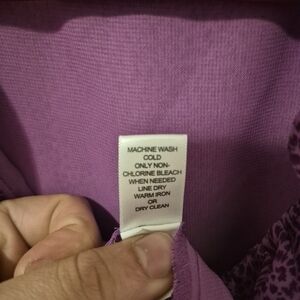 MACHINE WASH
COLD
ONLY NON-
CHLORINE BLEACH
WHEN NEEDED
LINE DRY
WARM IRON
OR
DRY CLEAN